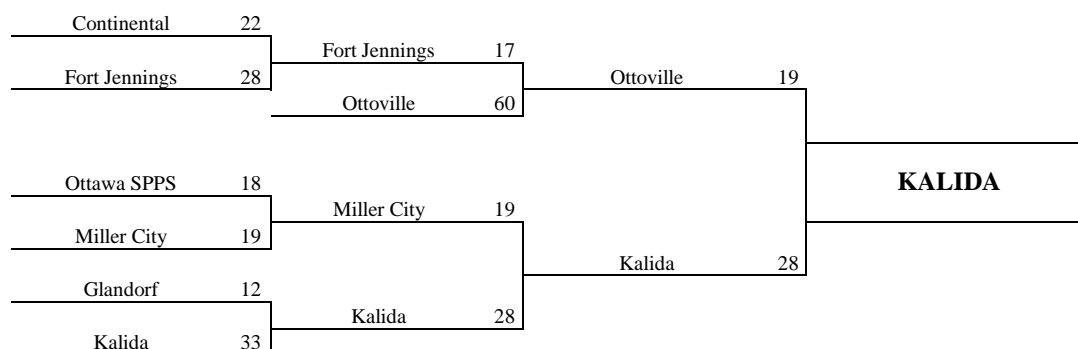 Continental 22
Fort Jennings 17
Fort Jennings 28
Ottoville 19
Ottoville 60
KALIDA
Ottawa SPPS 18
Miller City 19
Miller City 19
Kalida 28
Glandorf 12
Kalida 28
Kalida 33